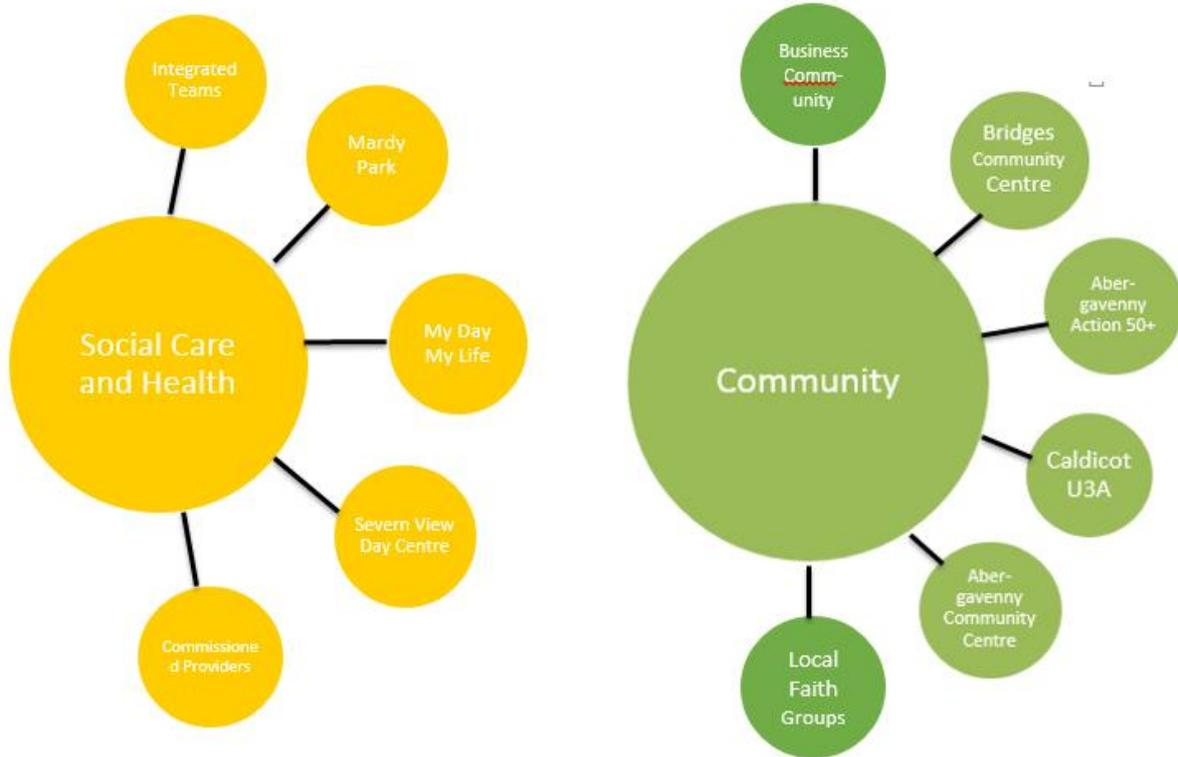 Integrated
Teams
Mardy
Park
Social Care
and Health
My Day
My Life
Severn View
Day Centre
Commissione
d Providers
Business
Comm-
unity
Bridges
Community
Centre
Aber-
gavenny
Action 50+
Community
Caldicot
U3A
Aber-
gavenny
Community
Centre
Local
Faith
Groups